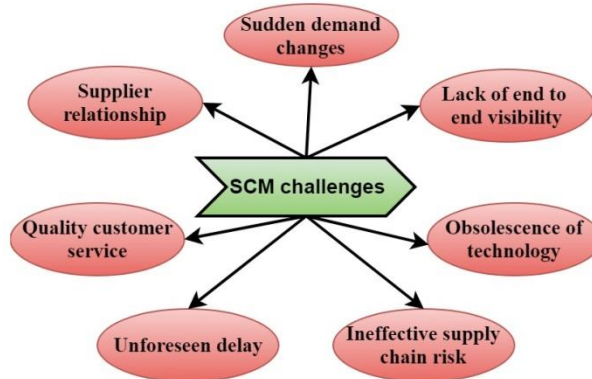 Sudden demand
changes
Supplier
relationship
Lack of end to
end visibility
SCM challenges
Quality customer
service
Obsolescence of
technology
Unforeseen delay
Ineffective supply
chain risk